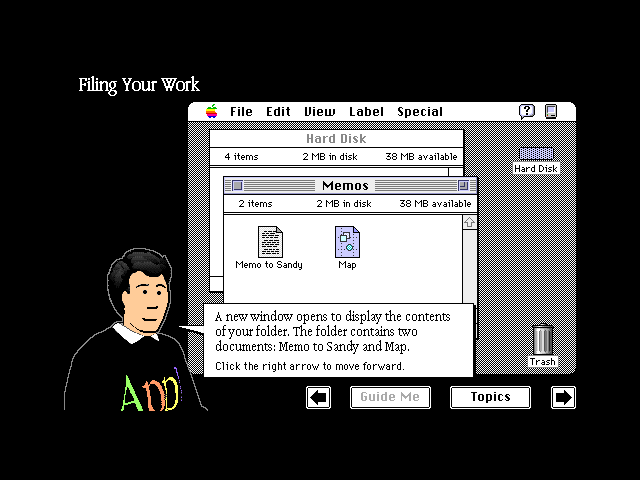 Filing Your Work
File Edit View Label Special
Hard Disk
4 items 2 MB in disk 38 MB available
Hard Disk
Memos
2 items 2 MB in disk 38 MB available
Memo to Sandy Map
A new window opens to display the contents
of your folder. The folder contains two
documents: Memo to Sandy and Map.
Click the right arrow to move forward.
Trash
Guide Me Topics